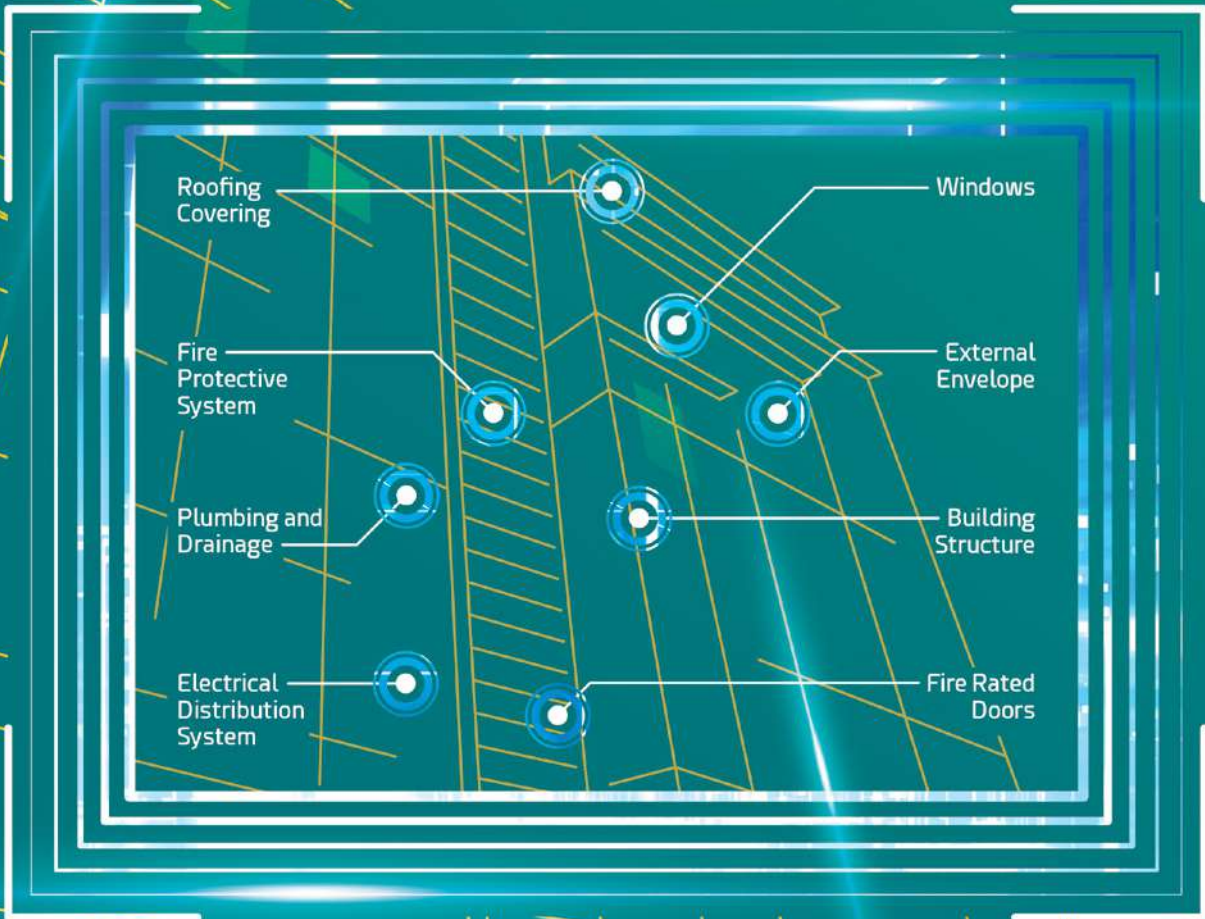 Roofing
Covering
Windows
Fire
Protective
System
External
Envelope
Plumbing and
Drainage
Building
Structure
Electrical
Distribution
System
Fire Rated
Doors